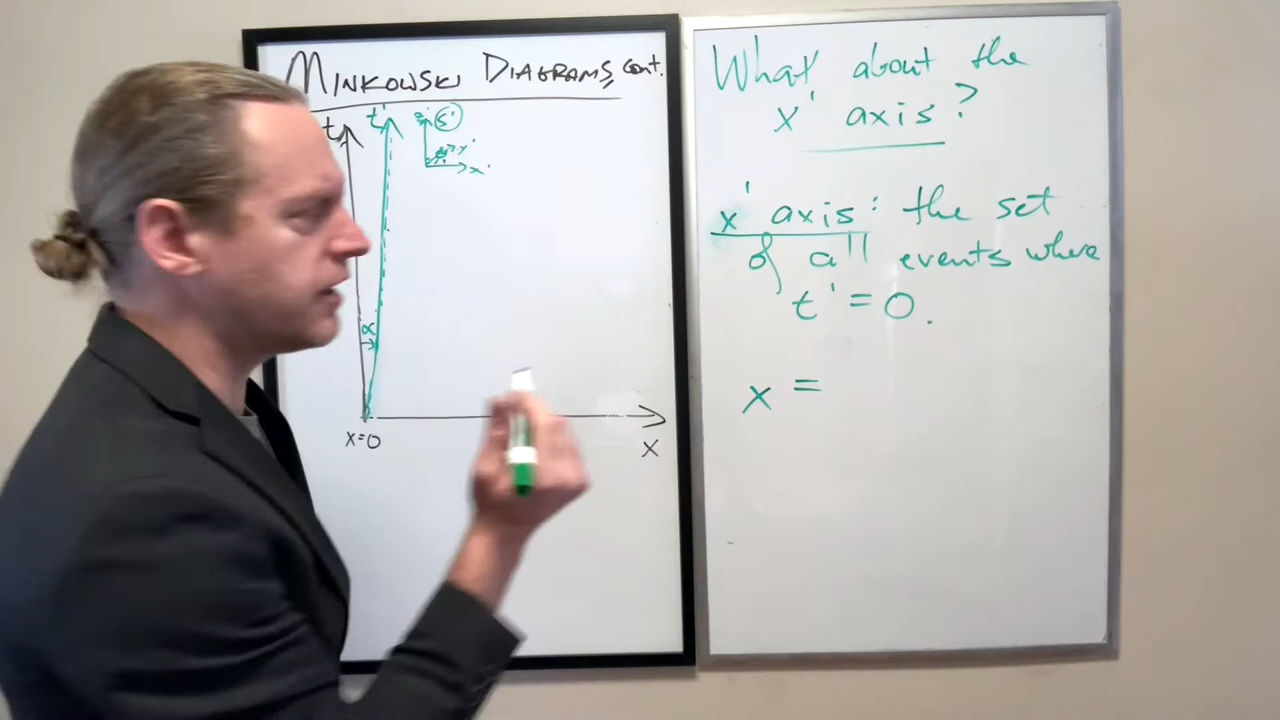 MINKOWSKI DIAGRAMS cont.
t t' S'
x'
α
x=0
x
What about the
x' axis?
x' axis: the set
of all events where
t' = 0.
x =